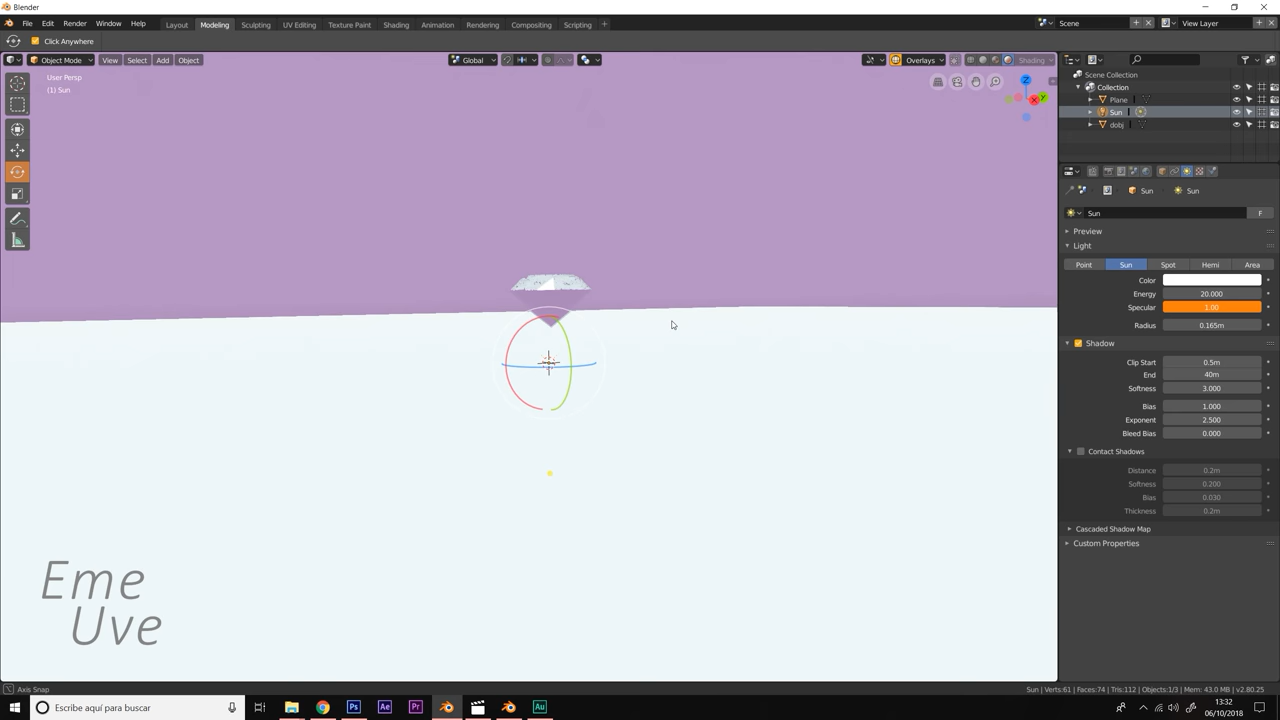 Blender
File Edit Render Window Help
Layout Modeling Sculpting UV Editing Texture Paint Shading Animation Rendering Compositing Scripting +
Scene
View Layer
Click Anywhere
Object Mode View Select Add Object
Global
Overlays
Shading
User Persp
(1) Sun
Z
X
Y
Scene Collection
Collection
Plane
Sun
dobj
Sun Sun
Sun F
Preview
Light
Point Sun Spot Hemi Area
Color
Energy 20.000
Specular 1.00
Radius 0.165m
Shadow
Clip Start 0.5m
End 40m
Softness 3.000
Bias 1.000
Exponent 2.500
Bleed Bias 0.000
Contact Shadows
Distance 0.2m
Softness 0.200
Bias 0.030
Thickness 0.2m
Cascaded Shadow Map
Custom Properties
Eme
Uve
Axis Snap
Sun | Verts:61 | Faces:74 | Tris:112 | Objects:1/3 | Mem: 43.0 MB | v2.80.25
Escribe aquí para buscar
Ps
Ae
Pr
Au
13:32
06/10/2018